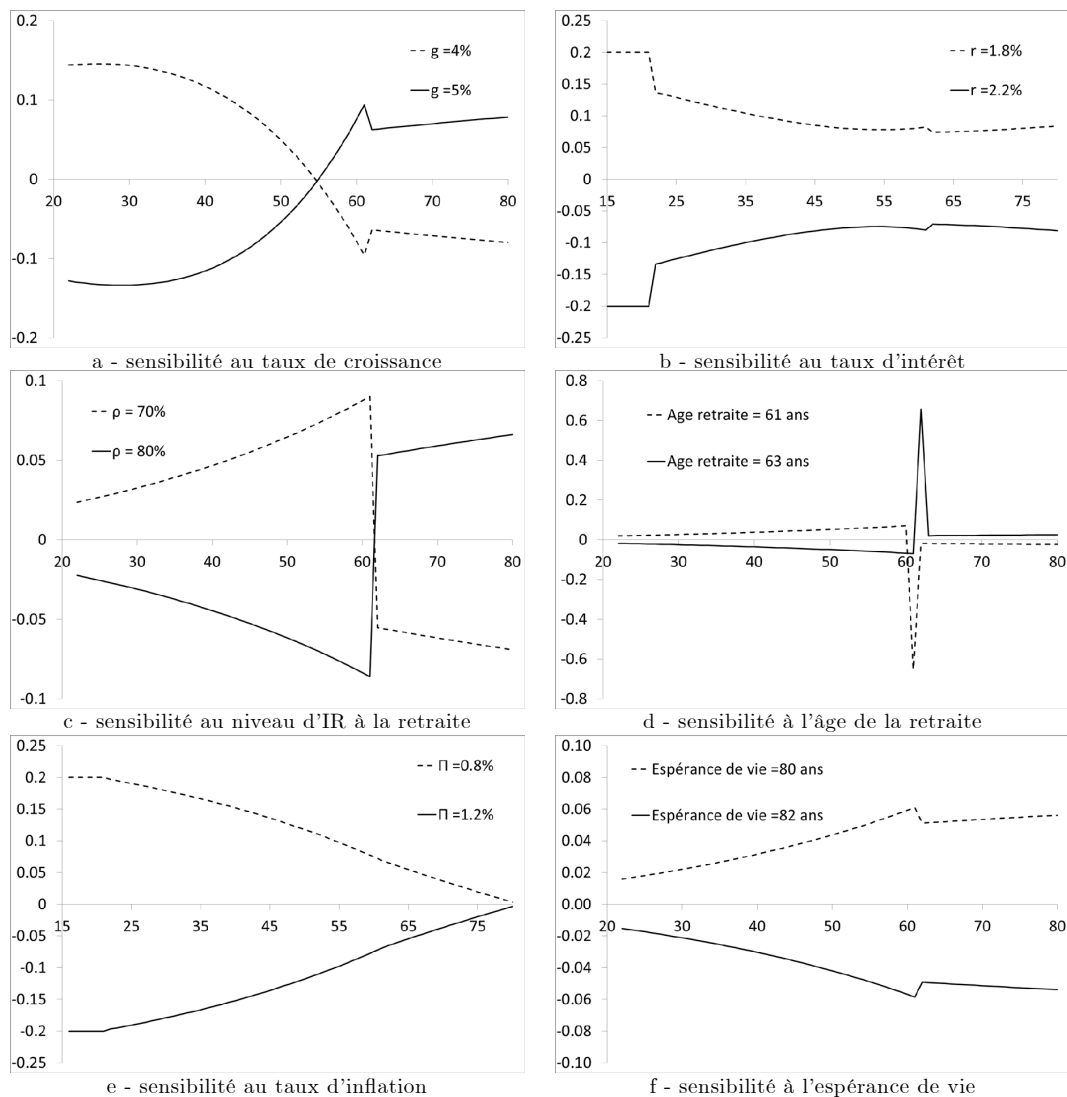 0.2
0.1
0
-0.1
-0.2
20 30 40 50 60 70 80
g =4%
g =5%
a - sensibilité au taux de croissance
0.25
0.2
0.15
0.1
0.05
0
-0.05
-0.1
-0.15
-0.2
-0.25
15 25 35 45 55 65 75
r =1.8%
r =2.2%
b - sensibilité au taux d'intérêt
0.1
0.05
0
-0.05
-0.1
20 30 40 50 60 70 80
ρ = 70%
ρ = 80%
c - sensibilité au niveau d'IR à la retraite
0.8
0.6
0.4
0.2
0
-0.2
-0.4
-0.6
-0.8
20 30 40 50 60 70 80
Age retraite = 61 ans
Age retraite = 63 ans
d - sensibilité à l'âge de la retraite
0.25
0.2
0.15
0.1
0.05
0
-0.05
-0.1
-0.15
-0.2
-0.25
15 25 35 45 55 65 75
Π =0.8%
Π =1.2%
e - sensibilité au taux d'inflation
0.10
0.08
0.06
0.04
0.02
0.00
-0.02
-0.04
-0.06
-0.08
-0.10
20 30 40 50 60 70 80
Espérance de vie =80 ans
Espérance de vie =82 ans
f - sensibilité à l'espérance de vie